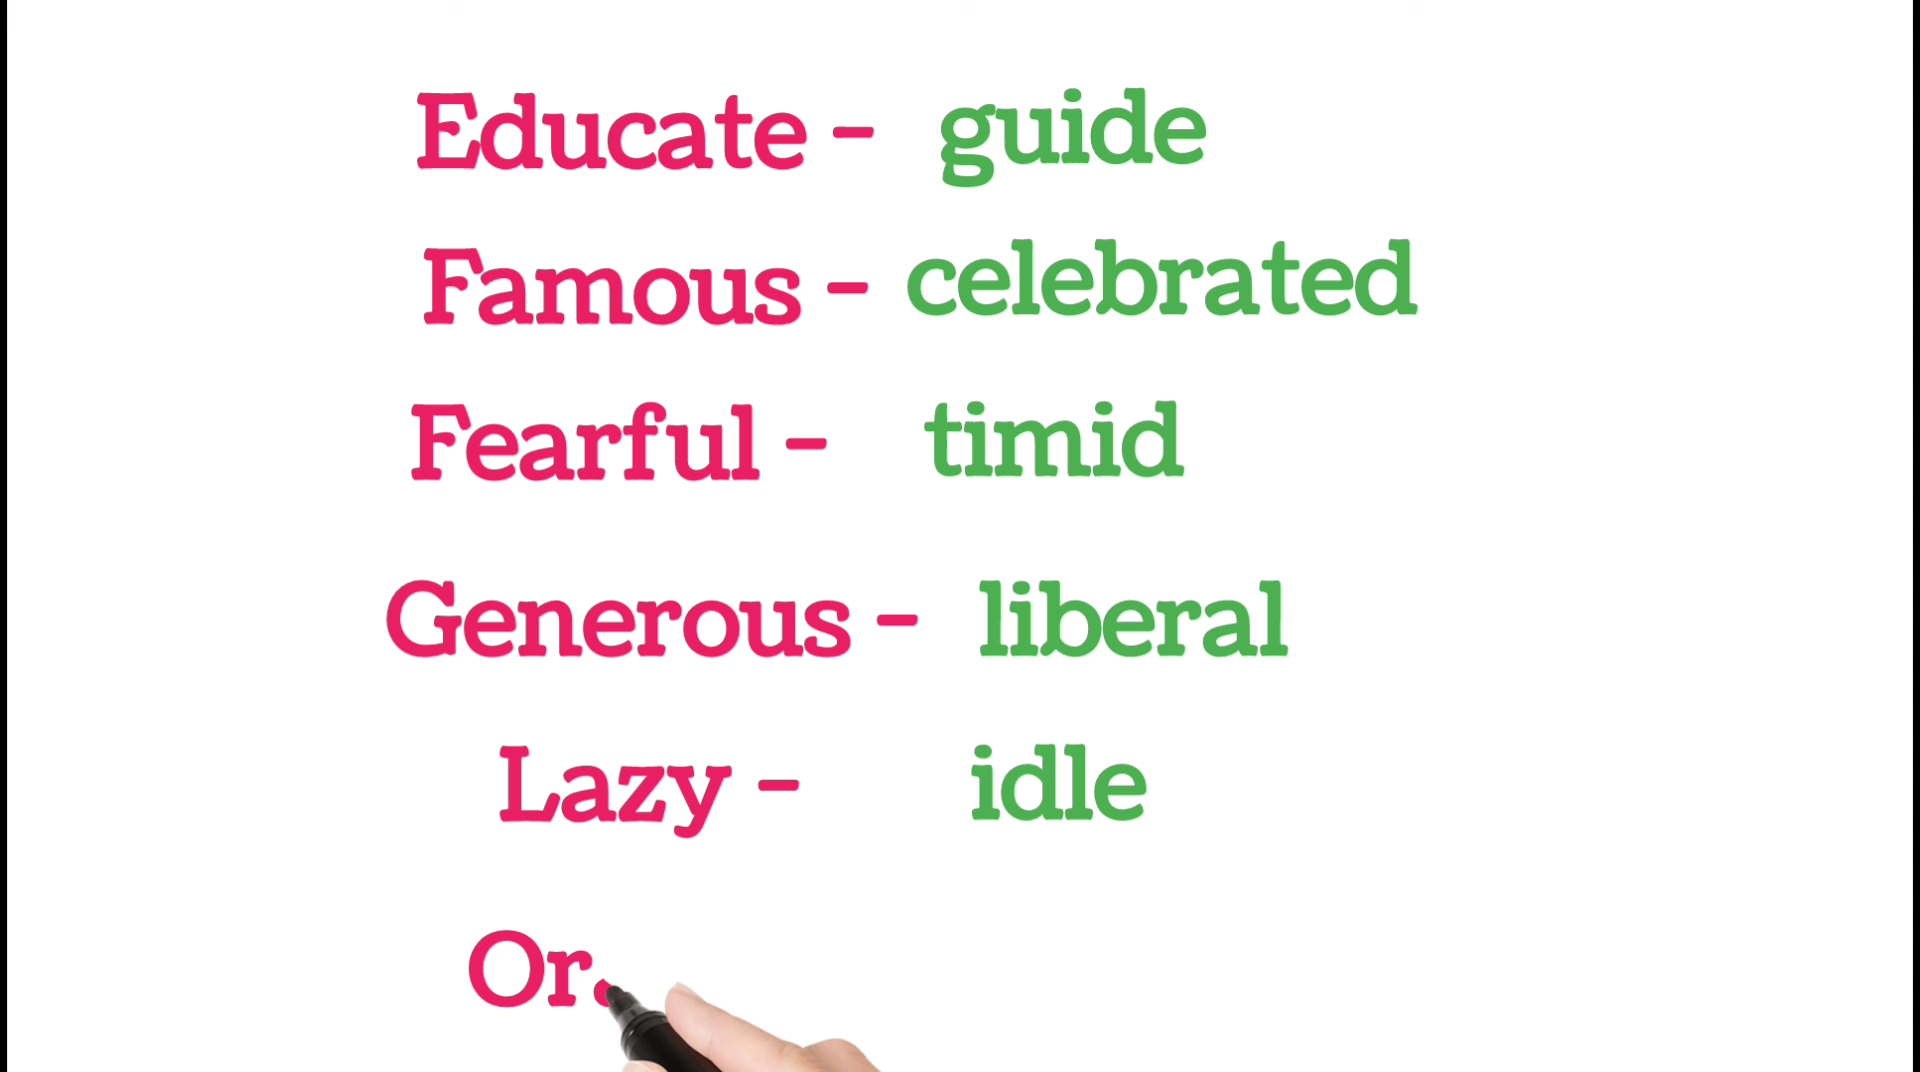 Educate - guide
Famous - celebrated
Fearful - timid
Generous - liberal
Lazy - idle
Or